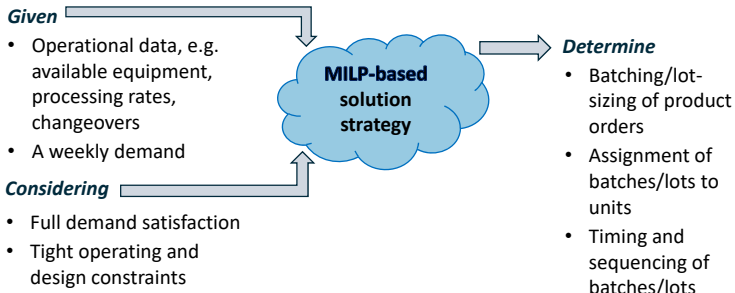 Given
• Operational data, e.g.
available equipment,
processing rates,
changeovers
• A weekly demand
Considering
• Full demand satisfaction
• Tight operating and
design constraints
MILP-based
solution
strategy
Determine
• Batching/lot-
sizing of product
orders
• Assignment of
batches/lots to
units
• Timing and
sequencing of
batches/lots